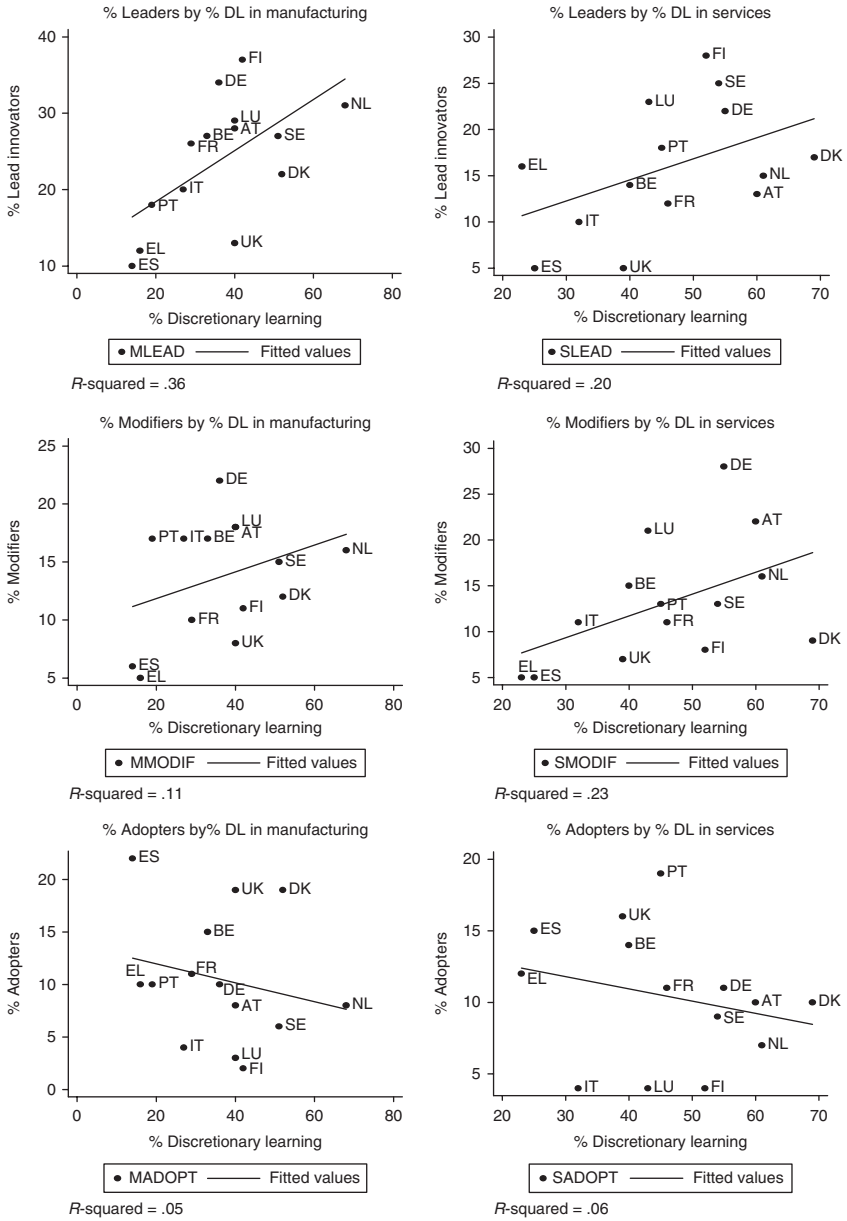 % Leaders by % DL in manufacturing
40
30
20
10
% Lead innovators
FI
DE
NL
LU
AT
BE
SE
FR
DK
IT
PT
UK
EL
ES
0 20 40 60 80
% Discretionary learning
MLEAD Fitted values
R-squared = .36
% Leaders by % DL in services
30
25
20
15
10
5
% Lead innovators
FI
SE
LU
DE
PT
DK
EL
NL
BE
AT
FR
IT
ES
UK
20 30 40 50 60 70
% Discretionary learning
SLEAD Fitted values
R-squared = .20
% Modifiers by % DL in manufacturing
25
20
15
10
5
% Modifiers
DE
LU
AT
PT
IT
BE
NL
SE
DK
FI
FR
UK
ES
EL
0 20 40 60 80
% Discretionary learning
MMODIF Fitted values
R-squared = .11
% Modifiers by % DL in services
30
25
20
15
10
5
% Modifiers
DE
AT
LU
NL
BE
PT
SE
IT
FR
DK
FI
UK
EL
ES
20 30 40 50 60 70
% Discretionary learning
SMODIF Fitted values
R-squared = .23
% Adopters by% DL in manufacturing
20
15
10
5
0
% Adopters
ES
UK
DK
BE
FR
EL
PT
DE
AT
NL
SE
IT
LU
FI
0 20 40 60 80
% Discretionary learning
MADOPT Fitted values
R-squared = .05
% Adopters by % DL in services
20
15
10
5
% Adopters
PT
UK
ES
BE
EL
FR
DE
AT
DK
SE
NL
IT
LU
FI
20 30 40 50 60 70
% Discretionary learning
SADOPT Fitted values
R-squared = .06